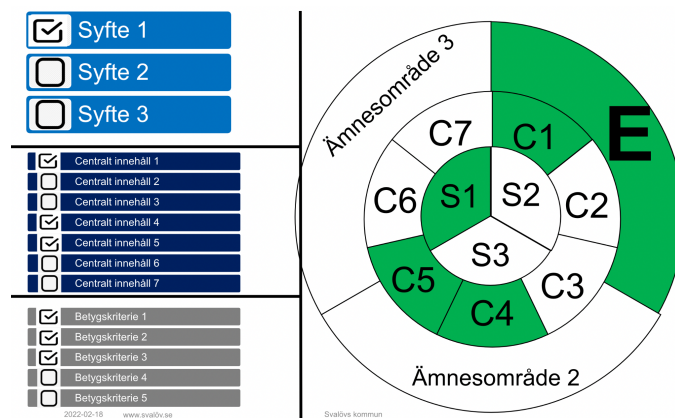 Syfte 1
Syfte 2
Syfte 3
Centralt innehåll 1
Centralt innehåll 2
Centralt innehåll 3
Centralt innehåll 4
Centralt innehåll 5
Centralt innehåll 6
Centralt innehåll 7
Betygskriterie 1
Betygskriterie 2
Betygskriterie 3
Betygskriterie 4
Betygskriterie 5
2022-02-18 www.svalöv.se
Ämnesområde 3
E
C7
C1
C6
S1
S2
C2
S3
C5
C3
C4
Ämnesområde 2
Svalövs kommun